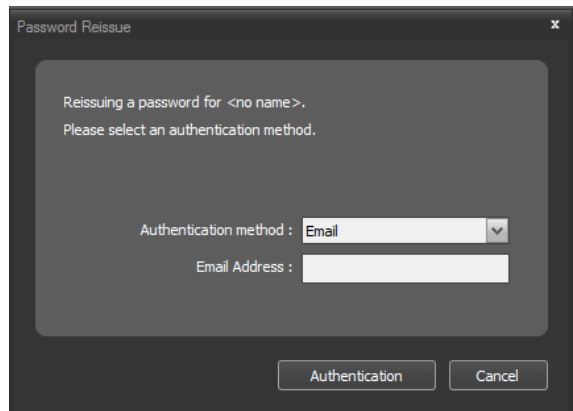 Password Reissue x
Reissuing a password for <no name>.
Please select an authentication method.
Authentication method : Email
Email Address :
Authentication Cancel